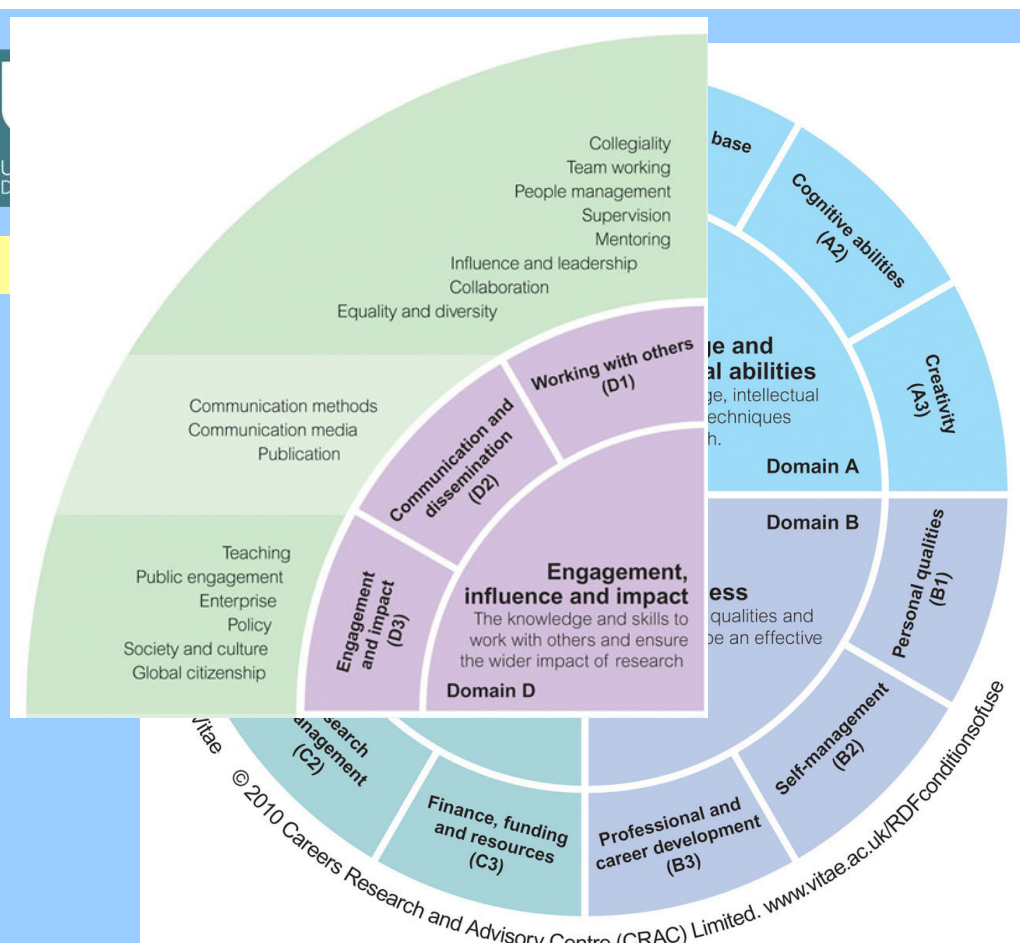 Collegiality
Team working
People management
Supervision
Mentoring
Influence and leadership
Collaboration
Equality and diversity
Communication methods
Communication media
Publication
Teaching
Public engagement
Enterprise
Policy
Society and culture
Global citizenship
Working with others
(D1)
Communication and
dissemination
(D2)
Engagement
and impact
(D3)
Engagement,
influence and impact
The knowledge and skills to
work with others and ensure
the wider impact of research
Domain D
base
Cognitive abilities
(A2)
Creativity
(A3)
ge and
al abilities
ge, intellectual
echniques
h.
Domain A
Domain B
ess
qualities and
be an effective
Personal qualities
(B1)
Self-management
(B2)
Professional and
career development
(B3)
Finance, funding
and resources
(C3)
search
anagement
(C2)
Vitae © 2010 Careers Research and Advisory Centre (CRAC) Limited. www.vitae.ac.uk/RDFconditionsofuse
U
D